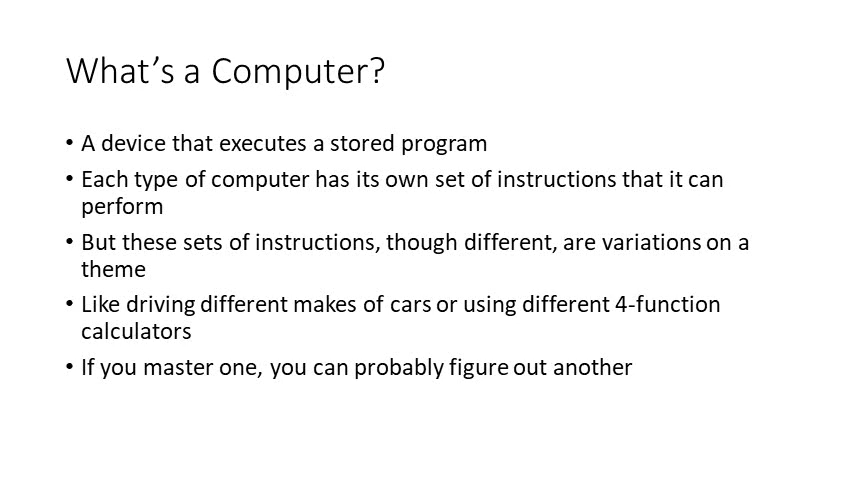 What’s a Computer?
• A device that executes a stored program
• Each type of computer has its own set of instructions that it can
perform
• But these sets of instructions, though different, are variations on a
theme
• Like driving different makes of cars or using different 4-function
calculators
• If you master one, you can probably figure out another